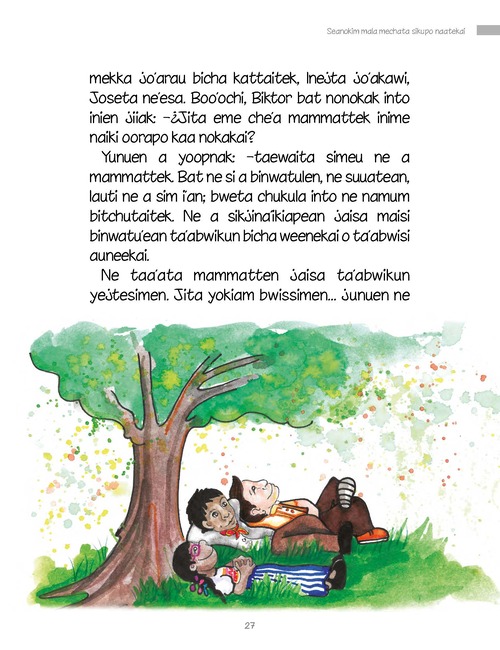 Seanokim mala mechata sikupo naatekai
mekka jo'arau bicha kattaitek, Inejta jo'akawi,
Joseta ne'esa. Boo'ochi, Biktor bat nonokak into
inien jiiak: –¿Jita eme che'a mammattek inime
naiki oorapo kaa nokakai?
Yunuen a yoopnak: –taewaita simeu ne a
mammattek. Bat ne si a binwatulen, ne suuatean,
lauti ne a sim i'an; bweta chukula into ne namum
bitchutaitek. Ne a sikjinaikiapean jaisa maisi
binwatu'ean ta'abwikun bicha weenekai o ta'abwisi
auneekai.
Ne taa'ata mammatten jaisa ta'abwikun
yejtesimen. Jita yokiam bwissimen... junuen ne
27